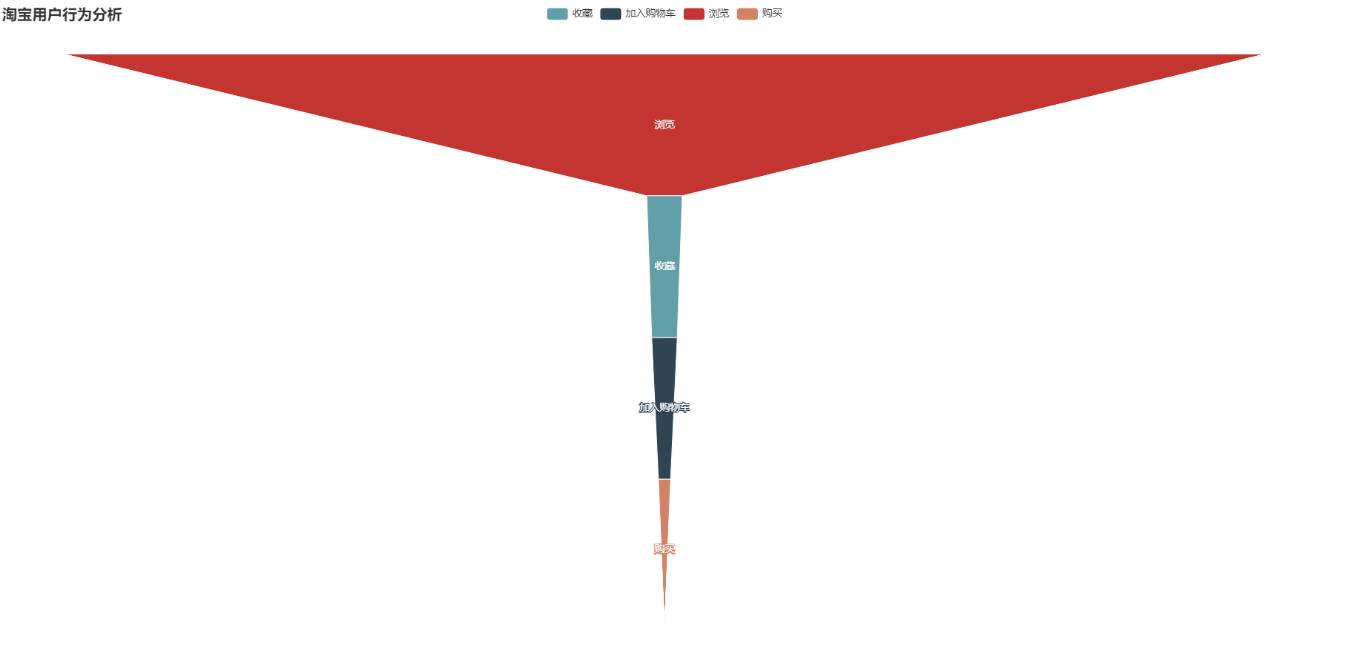 淘宝用户行为分析
收藏 加入购物车 浏览 购买
浏览
收藏
加入购物车
购买